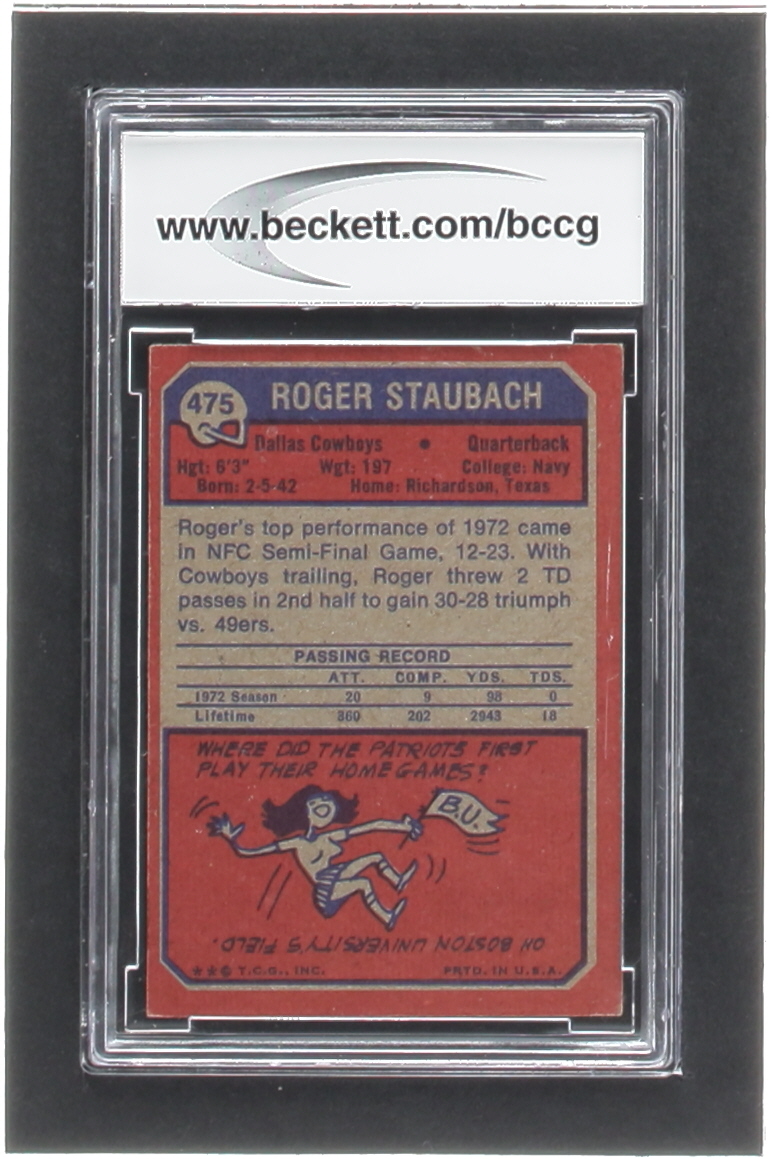 www.beckett.com/bccg
475 ROGER STAUBACH
Dallas Cowboys • Quarterback
Hgt: 6'3" Wgt: 197 College: Navy
Born: 2-5-42 Home: Richardson, Texas
Roger's top performance of 1972 came
in NFC Semi-Final Game, 12-23. With
Cowboys trailing, Roger threw 2 TD
passes in 2nd half to gain 30-28 triumph
vs. 49ers.
PASSING RECORD
ATT. COMP. YDS. TDS.
1972 Season 20 9 98 0
Lifetime 360 202 2943 18
WHERE DID THE PATRIOTS FIRST
PLAY THEIR HOME GAMES?
B.U.
ON BOSTON UNIVERSITY'S FIELD.
**© T.C.G., INC. PRTD. IN U.S.A.